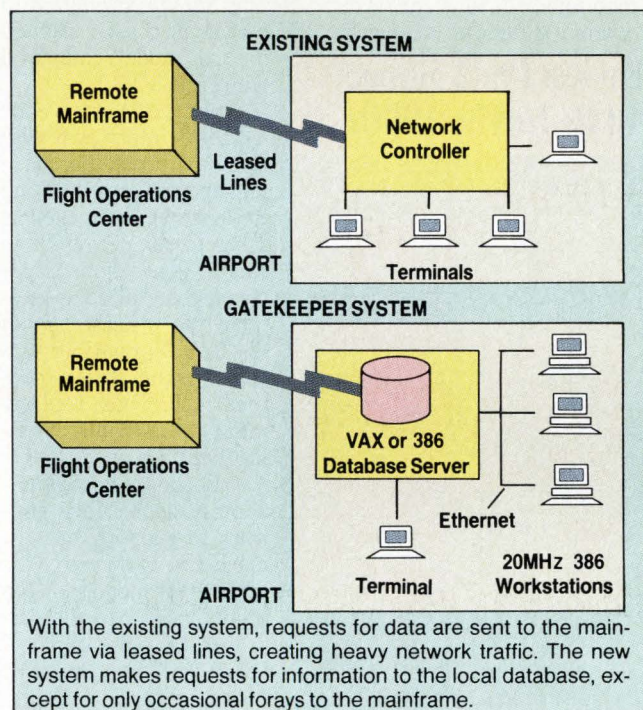 EXISTING SYSTEM
Remote
Mainframe
Flight Operations
Center
Leased
Lines
Network
Controller
AIRPORT
Terminals
GATEKEEPER SYSTEM
Remote
Mainframe
Flight Operations
Center
VAX or 386
Database Server
Ethernet
Terminal
20MHz 386
Workstations
AIRPORT
With the existing system, requests for data are sent to the main-
frame via leased lines, creating heavy network traffic. The new
system makes requests for information to the local database, ex-
cept for only occasional forays to the mainframe.